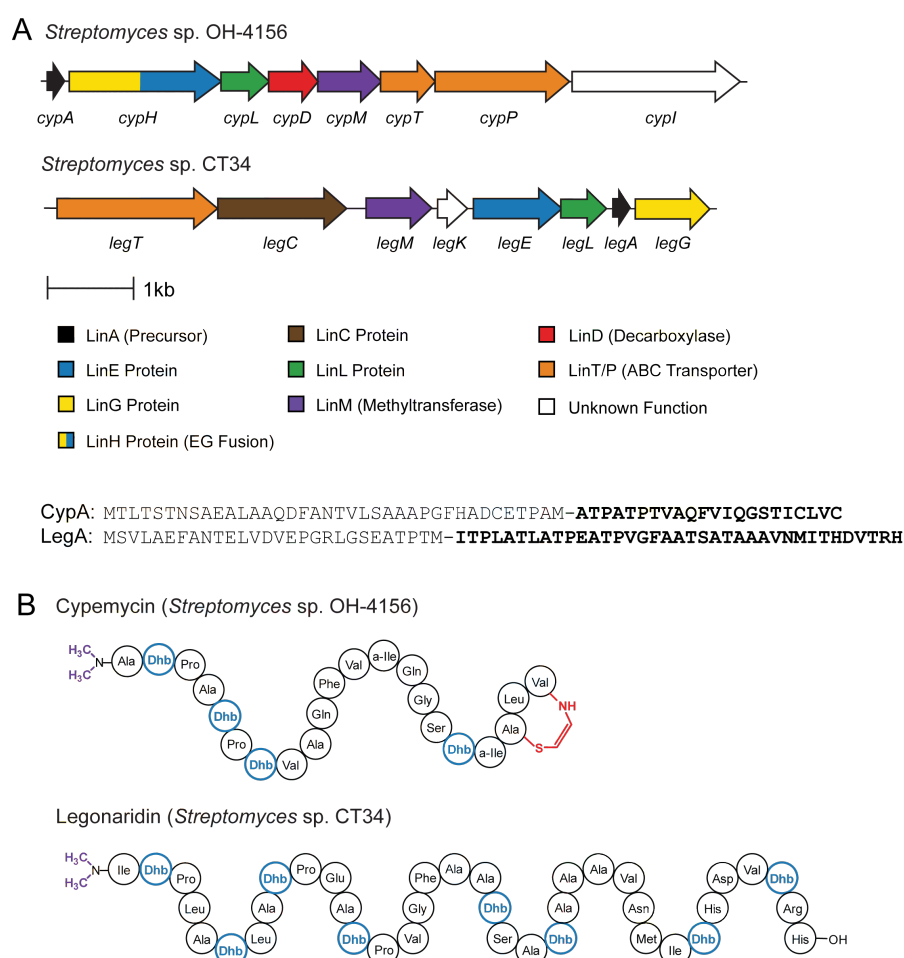 A Streptomyces sp. OH-4156
cypA cypH cypL cypD cypM cypT cypP cypI
Streptomyces sp. CT34
legT legC legM legK legE legL legA legG
1kb
LinA (Precursor) LinC Protein LinD (Decarboxylase)
LinE Protein LinL Protein LinT/P (ABC Transporter)
LinG Protein LinM (Methyltransferase) Unknown Function
LinH Protein (EG Fusion)
CypA: MTLTSTNSAEALAAQDFANTVLSAAAPGFHADCETPAM-ATPATPTVAQFVIQGSTICLVC
LegA: MSVLAEFANTELVDVEPGRLGSEATPTM-ITPLATLATPEATPVGFAATSATAAAVNMITHDVTRH
B Cypemycin (Streptomyces sp. OH-4156)
H₃C
H₃C
N Ala Dhb Pro Ala Dhb Pro Dhb Val Ala Gln Phe Val a-Ile Gln Gly Ser Dhb a-Ile Ala Leu Val
NH
S
Legonaridin (Streptomyces sp. CT34)
H₃C
H₃C
N Ile Dhb Pro Leu Ala Dhb Leu Ala Dhb Pro Glu Ala Dhb Pro Val Gly Phe Ala Ala Dhb Ser Ala Dhb Ala Ala Ala Val Asn Met Ile Dhb His Asp Val Dhb Arg His OH